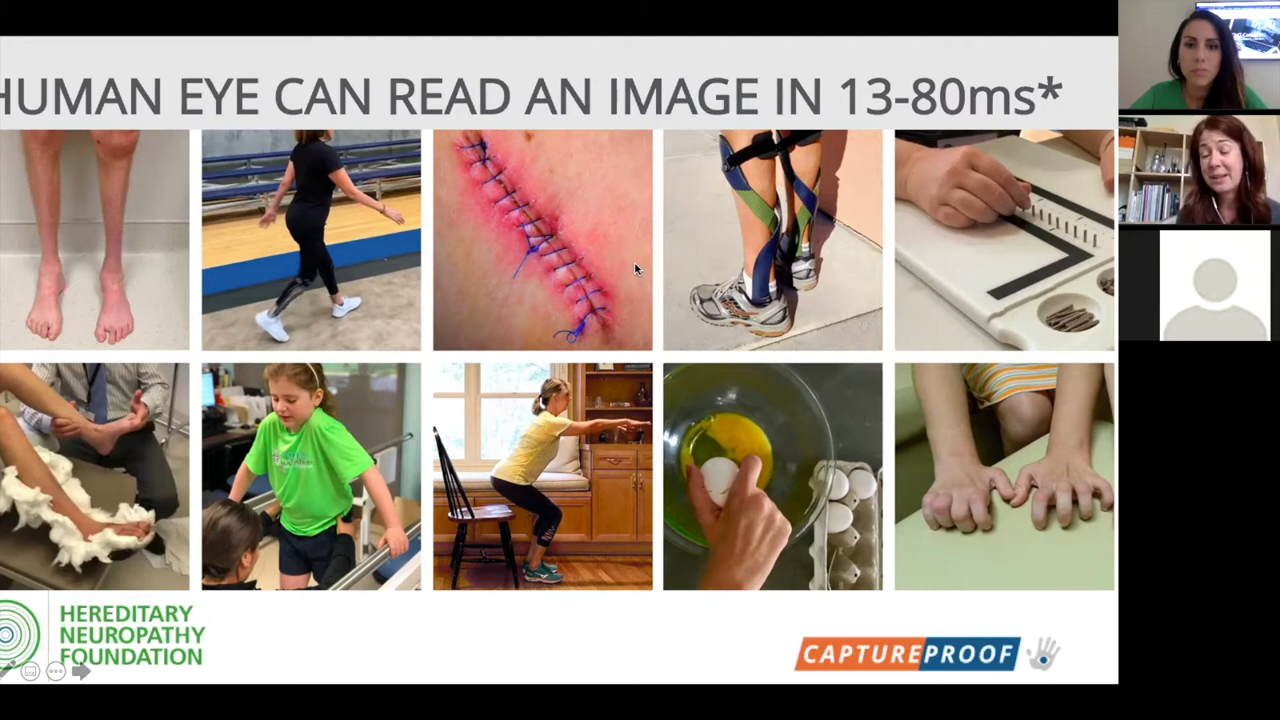 HUMAN EYE CAN READ AN IMAGE IN 13-80ms*
HEREDITARY
NEUROPATHY
FOUNDATION
CAPTUREPROOF